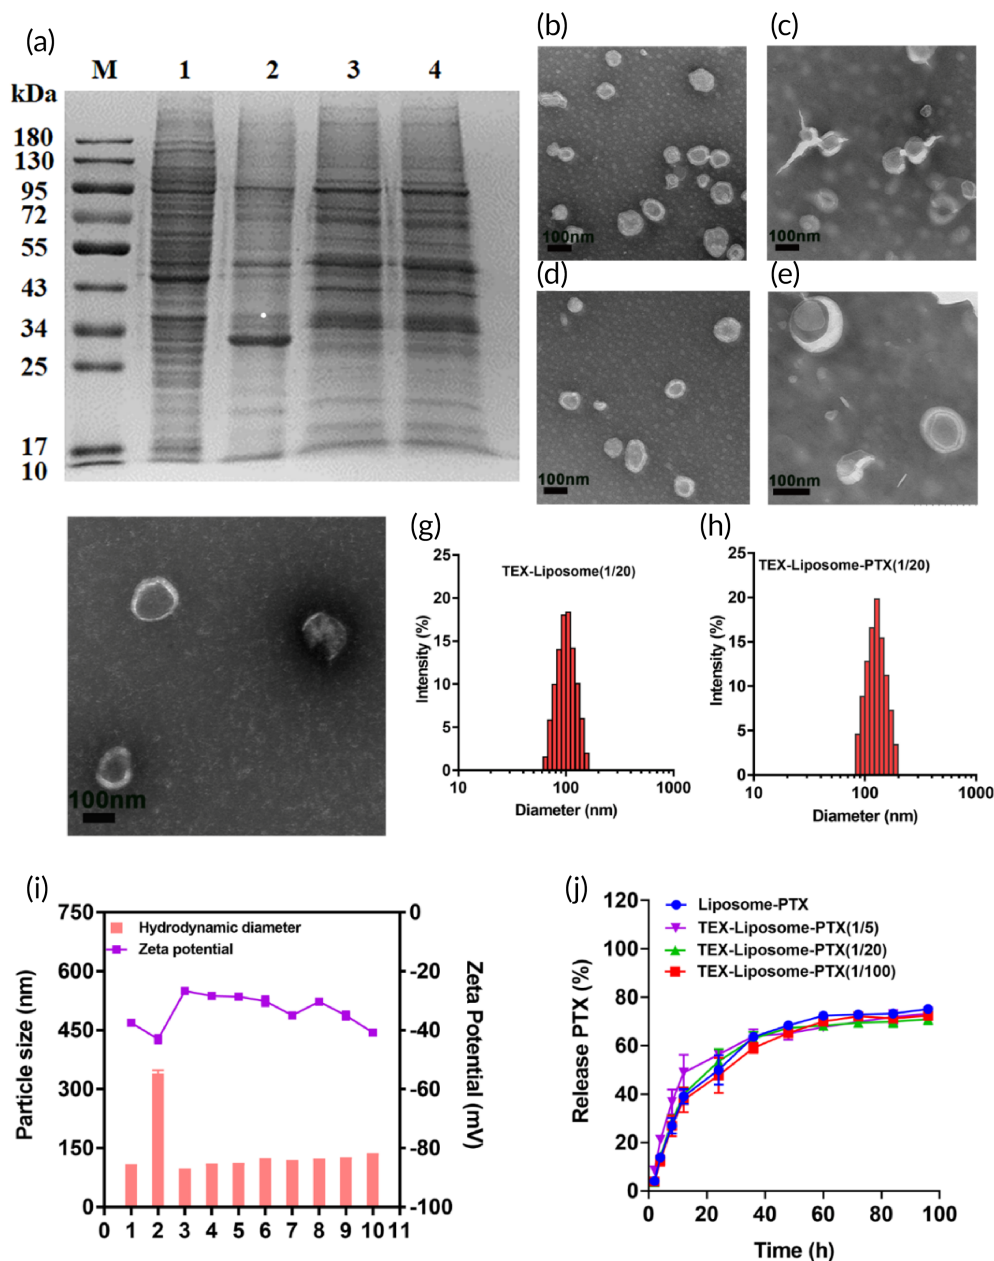 (a)
M 1 2 3 4
kDa
180
130
95
72
55
43
34
25
17
10
(b)
100nm
(c)
100nm
(d)
100nm
(e)
100nm
100nm
(g)
TEX-Liposome(1/20)
Intensity (%)
25
20
15
10
5
0
10 100 1000
Diameter (nm)
(h)
TEX-Liposome-PTX(1/20)
Intensity (%)
25
20
15
10
5
0
10 100 1000
Diameter (nm)
(i)
Hydrodynamic diameter
Zeta potential
Particle size (nm)
750
600
450
300
150
0
0
-20
-40
-60
-80
-100
Zeta Potential (mV)
0 1 2 3 4 5 6 7 8 9 10 11
(j)
Liposome-PTX
TEX-Liposome-PTX(1/5)
TEX-Liposome-PTX(1/20)
TEX-Liposome-PTX(1/100)
Release PTX (%)
120
100
80
60
40
20
0
0 20 40 60 80 100
Time (h)